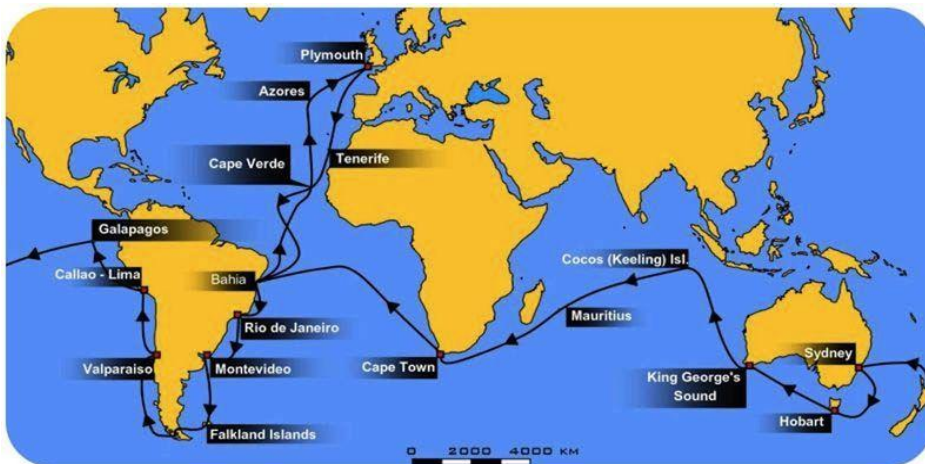 Plymouth
Azores
Cape Verde
Tenerife
Galapagos
Callao - Lima
Bahia
Cocos (Keeling) Isl.
Rio de Janeiro
Mauritius
Valparaiso
Montevideo
Cape Town
Sydney
King George's
Sound
Falkland Islands
Hobart
0 2000 4000 KM